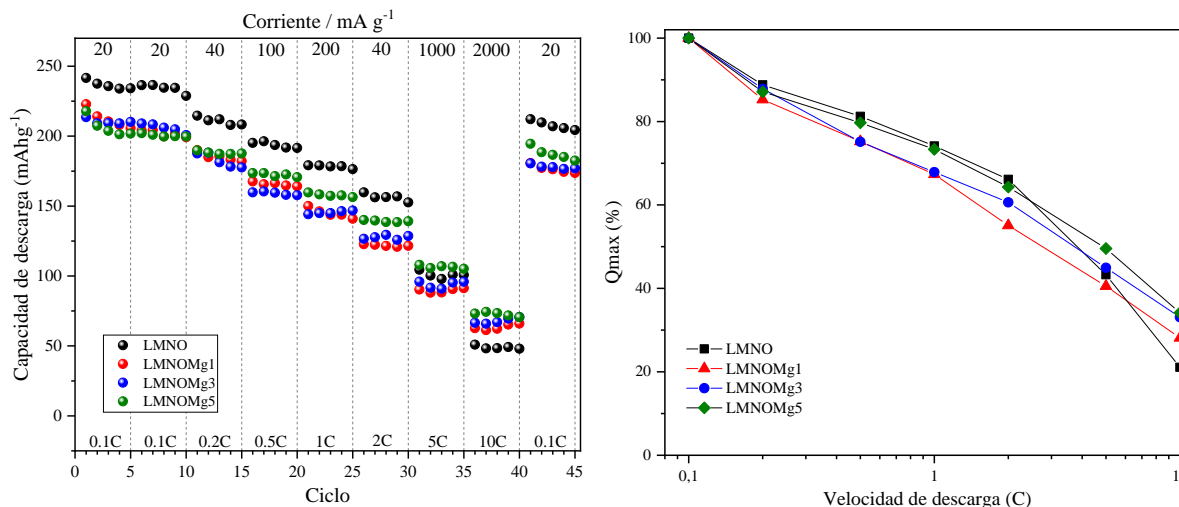 Corriente / mA g-1
20 20 40 100 200 40 1000 2000 20
250
200
150
100
50
0
Capacidad de descarga (mAhg-1)
LMNO
LMNOMg1
LMNOMg3
LMNOMg5
0.1C 0.1C 0.2C 0.5C 1C 2C 5C 10C 0.1C
0 5 10 15 20 25 30 35 40 45
Ciclo
100
80
60
40
20
0
Qmax (%)
LMNO
LMNOMg1
LMNOMg3
LMNOMg5
0,1 1
Velocidad de descarga (C)